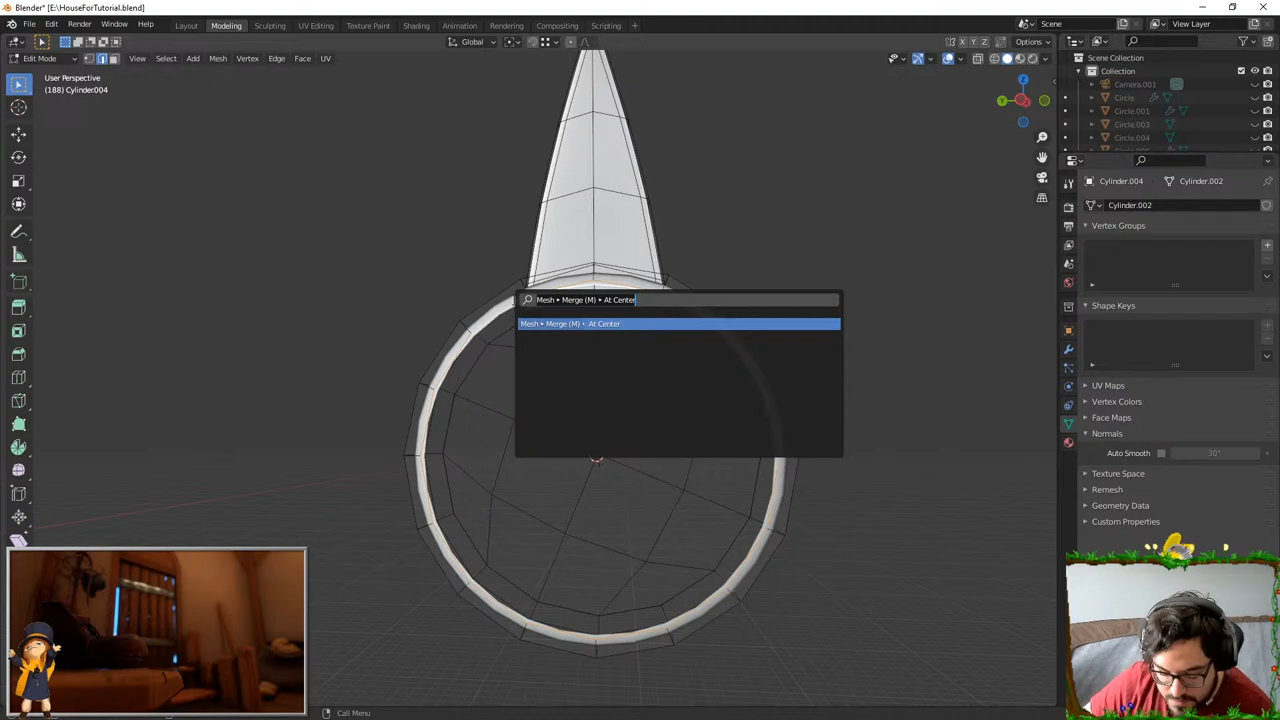 Blender* [E:\HouseForTutorial.blend]
File Edit Render Window Help Layout Modeling Sculpting UV Editing Texture Paint Shading Animation Rendering Compositing Scripting Scene View Layer
Global X Y Z Options
Edit Mode View Select Add Mesh Vertex Edge Face UV
User Perspective
(188) Cylinder.004
Scene Collection
Collection
Camera.001
Circle
Circle.001
Circle.003
Circle.004
Cylinder.004 Cylinder.002
Cylinder.002
Vertex Groups
Shape Keys
UV Maps
Vertex Colors
Face Maps
Normals
Auto Smooth 30°
Texture Space
Remesh
Geometry Data
Custom Properties
Mesh ▸ Merge (M) ▸ At Center
Mesh ▸ Merge (M) ▸ At Center
Call Menu